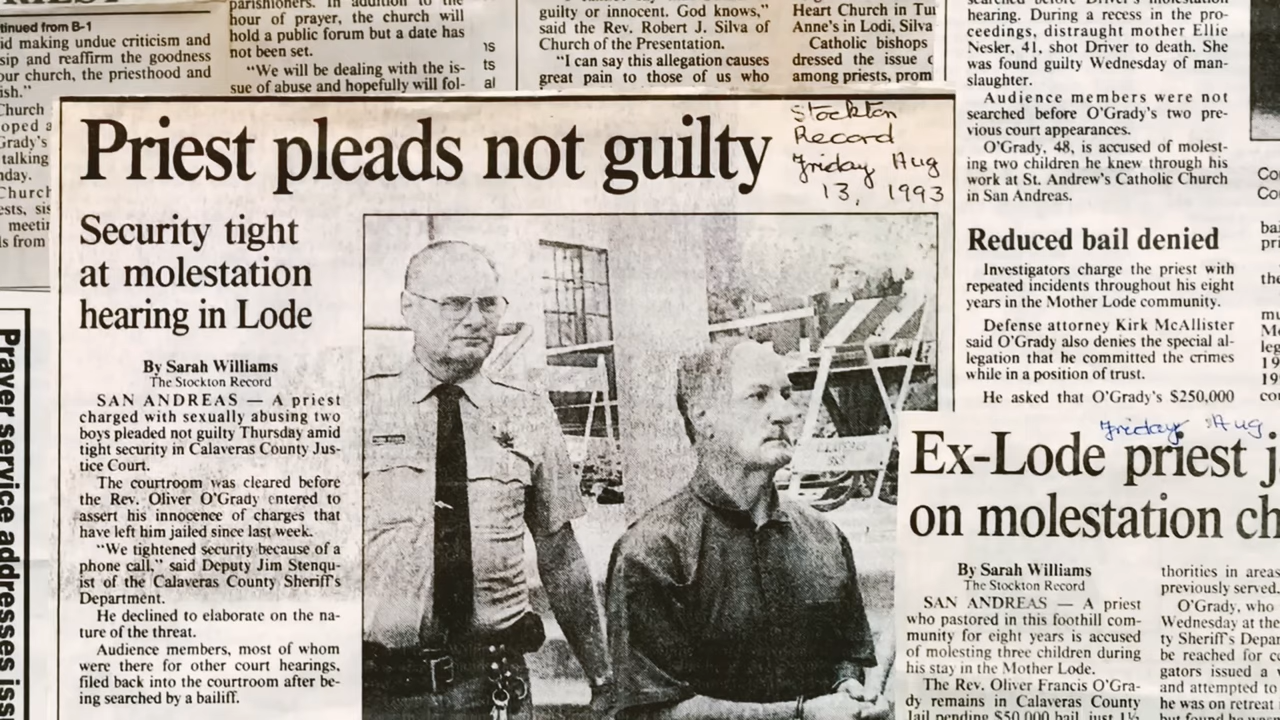 tinued from B-1
id making undue criticism and
sip and reaffirm the goodness
our church, the priesthood and
ish."
Church
oped a
Grady's
talking
nday.
Church
ests, sis
meetin
ls from
parishioners. In addition to the
hour of prayer, the church will
hold a public forum but a date has
not been set.
"We will be dealing with the is-
sue of abuse and hopefully will fol-
guilty or innocent. God knows,"
said the Rev. Robert J. Silva of
Church of the Presentation.
"I can say this allegation causes
great pain to those of us who
Heart Church in Tur
Anne's in Lodi, Silva
Catholic bishops
dressed the issue
among priests, prom
Priest pleads not guilty
Stockton
Record
Friday Aug
13, 1993
Security tight
at molestation
hearing in Lode
By Sarah Williams
The Stockton Record
SAN ANDREAS — A priest
charged with sexually abusing two
boys pleaded not guilty Thursday amid
tight security in Calaveras County Jus-
tice Court.
The courtroom was cleared before
the Rev. Oliver O'Grady entered to
assert his innocence of charges that
have left him jailed since last week.
"We tightened security because of a
phone call," said Deputy Jim Stenqu-
ist of the Calaveras County Sheriff's
Department.
He declined to elaborate on the na-
ture of the threat.
Audience members, most of whom
were there for other court hearings,
filed back into the courtroom after be-
ing searched by a bailiff.
searched before Driver's molestation
hearing. During a recess in the pro-
ceedings, distraught mother Ellie
Nesler, 41, shot Driver to death. She
was found guilty Wednesday of man-
slaughter.
Audience members were not
searched before O'Grady's two pre-
vious court appearances.
O'Grady, 48, is accused of molest-
ing two children he knew through his
work at St. Andrew's Catholic Church
in San Andreas.
Reduced bail denied
Investigators charge the priest with
repeated incidents throughout his eight
years in the Mother Lode community.
Defense attorney Kirk McAllister
said O'Grady also denies the special al-
legation that he committed the crimes
while in a position of trust.
He asked that O'Grady's $250,000
Friday Aug
Ex-Lode priest j
on molestation ch
By Sarah Williams
The Stockton Record
SAN ANDREAS — A priest
who pastored in this foothill com-
munity for eight years is accused
of molesting three children during
his stay in the Mother Lode.
The Rev. Oliver Francis O'Gra-
dy remains in Calaveras County
Jail pending $50,000 bail, just 1½
thorities in areas
previously served.
O'Grady, who
Wednesday at the
ty Sheriff's Depar
be reached for co
gators issued a
and attempted to
he was on retreat
Prayer service addresses iss